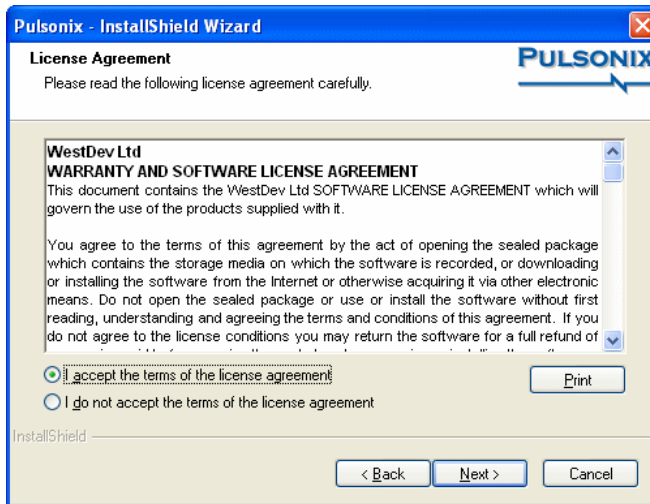 Pulsonix - InstallShield Wizard
License Agreement
Please read the following license agreement carefully.
PULSONIX
WestDev Ltd
WARRANTY AND SOFTWARE LICENSE AGREEMENT
This document contains the WestDev Ltd SOFTWARE LICENSE AGREEMENT which will
govern the use of the products supplied with it.
You agree to the terms of this agreement by the act of opening the sealed package
which contains the storage media on which the software is recorded, or downloading
or installing the software from the Internet or otherwise acquiring it via other electronic
means. Do not open the sealed package or use or install the software without first
reading, understanding and agreeing the terms and conditions of this agreement. If you
do not agree to the license conditions you may return the software for a full refund of
I accept the terms of the license agreement
Print
I do not accept the terms of the license agreement
InstallShield
< Back
Next >
Cancel